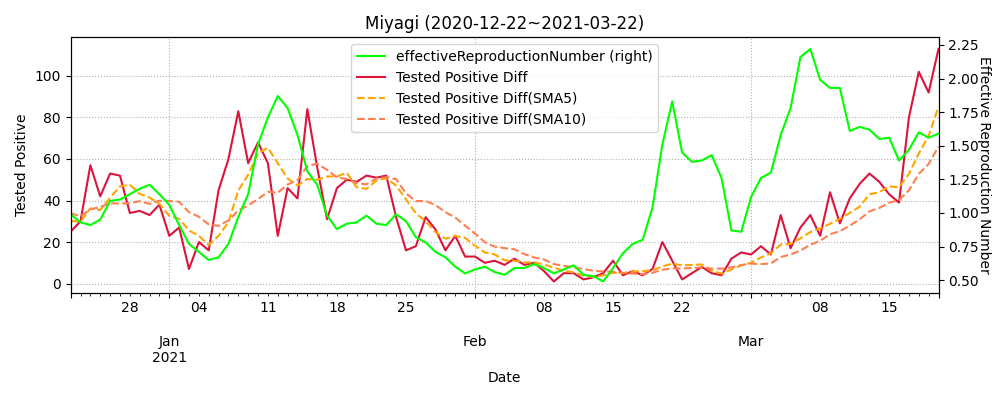 Miyagi (2020-12-22~2021-03-22)
effectiveReproductionNumber (right)
Tested Positive Diff
Tested Positive Diff(SMA5)
Tested Positive Diff(SMA10)
Tested Positive
100
80
60
40
20
0
2.25
2.00
1.75
1.50
1.25
1.00
0.75
0.50
Effective Reproduction Number
28 04 11 18 25 08 15 22 08 15
Jan Feb Mar
2021
Date